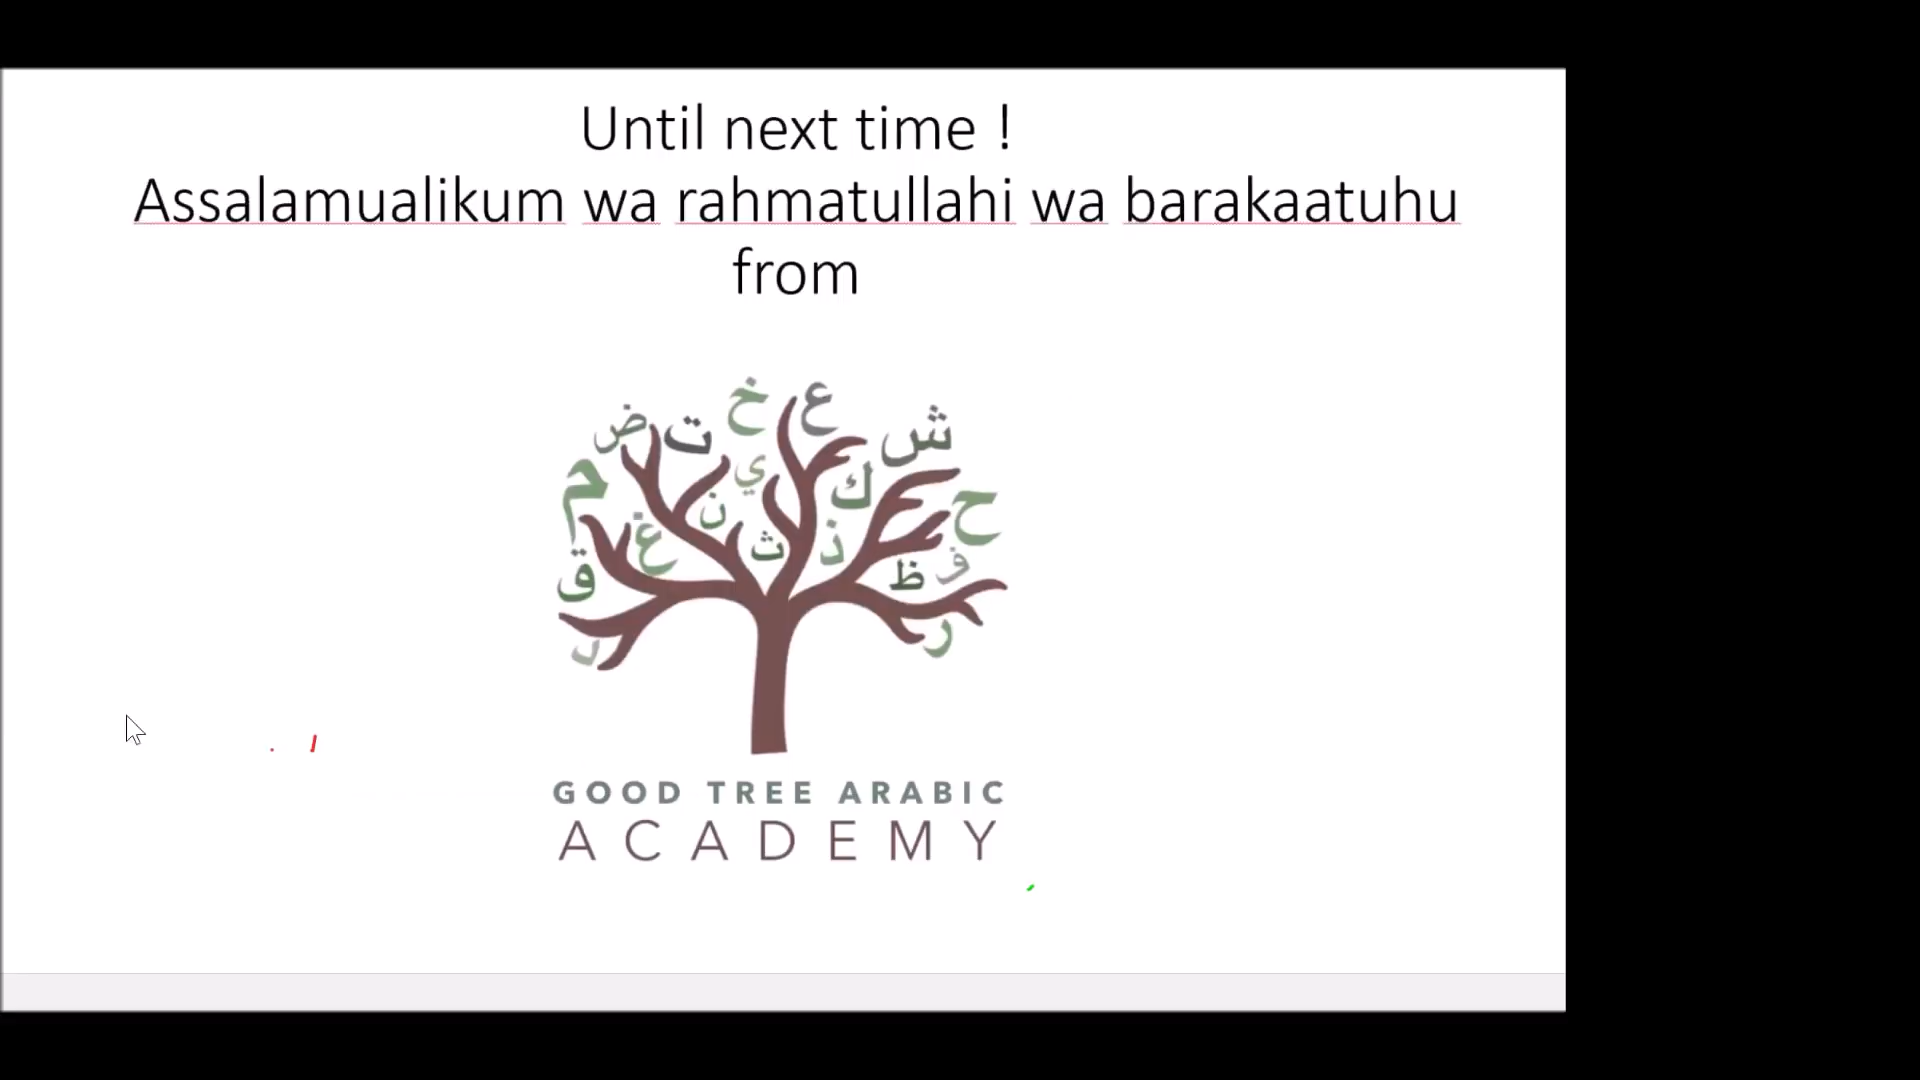 Until next time !
Assalamualikum wa rahmatullahi wa barakaatuhu
from
خ ع
ض ت ش
م ي ك ح
ن
غ ث ذ ف
ق ظ
د ر
GOOD TREE ARABIC
ACADEMY